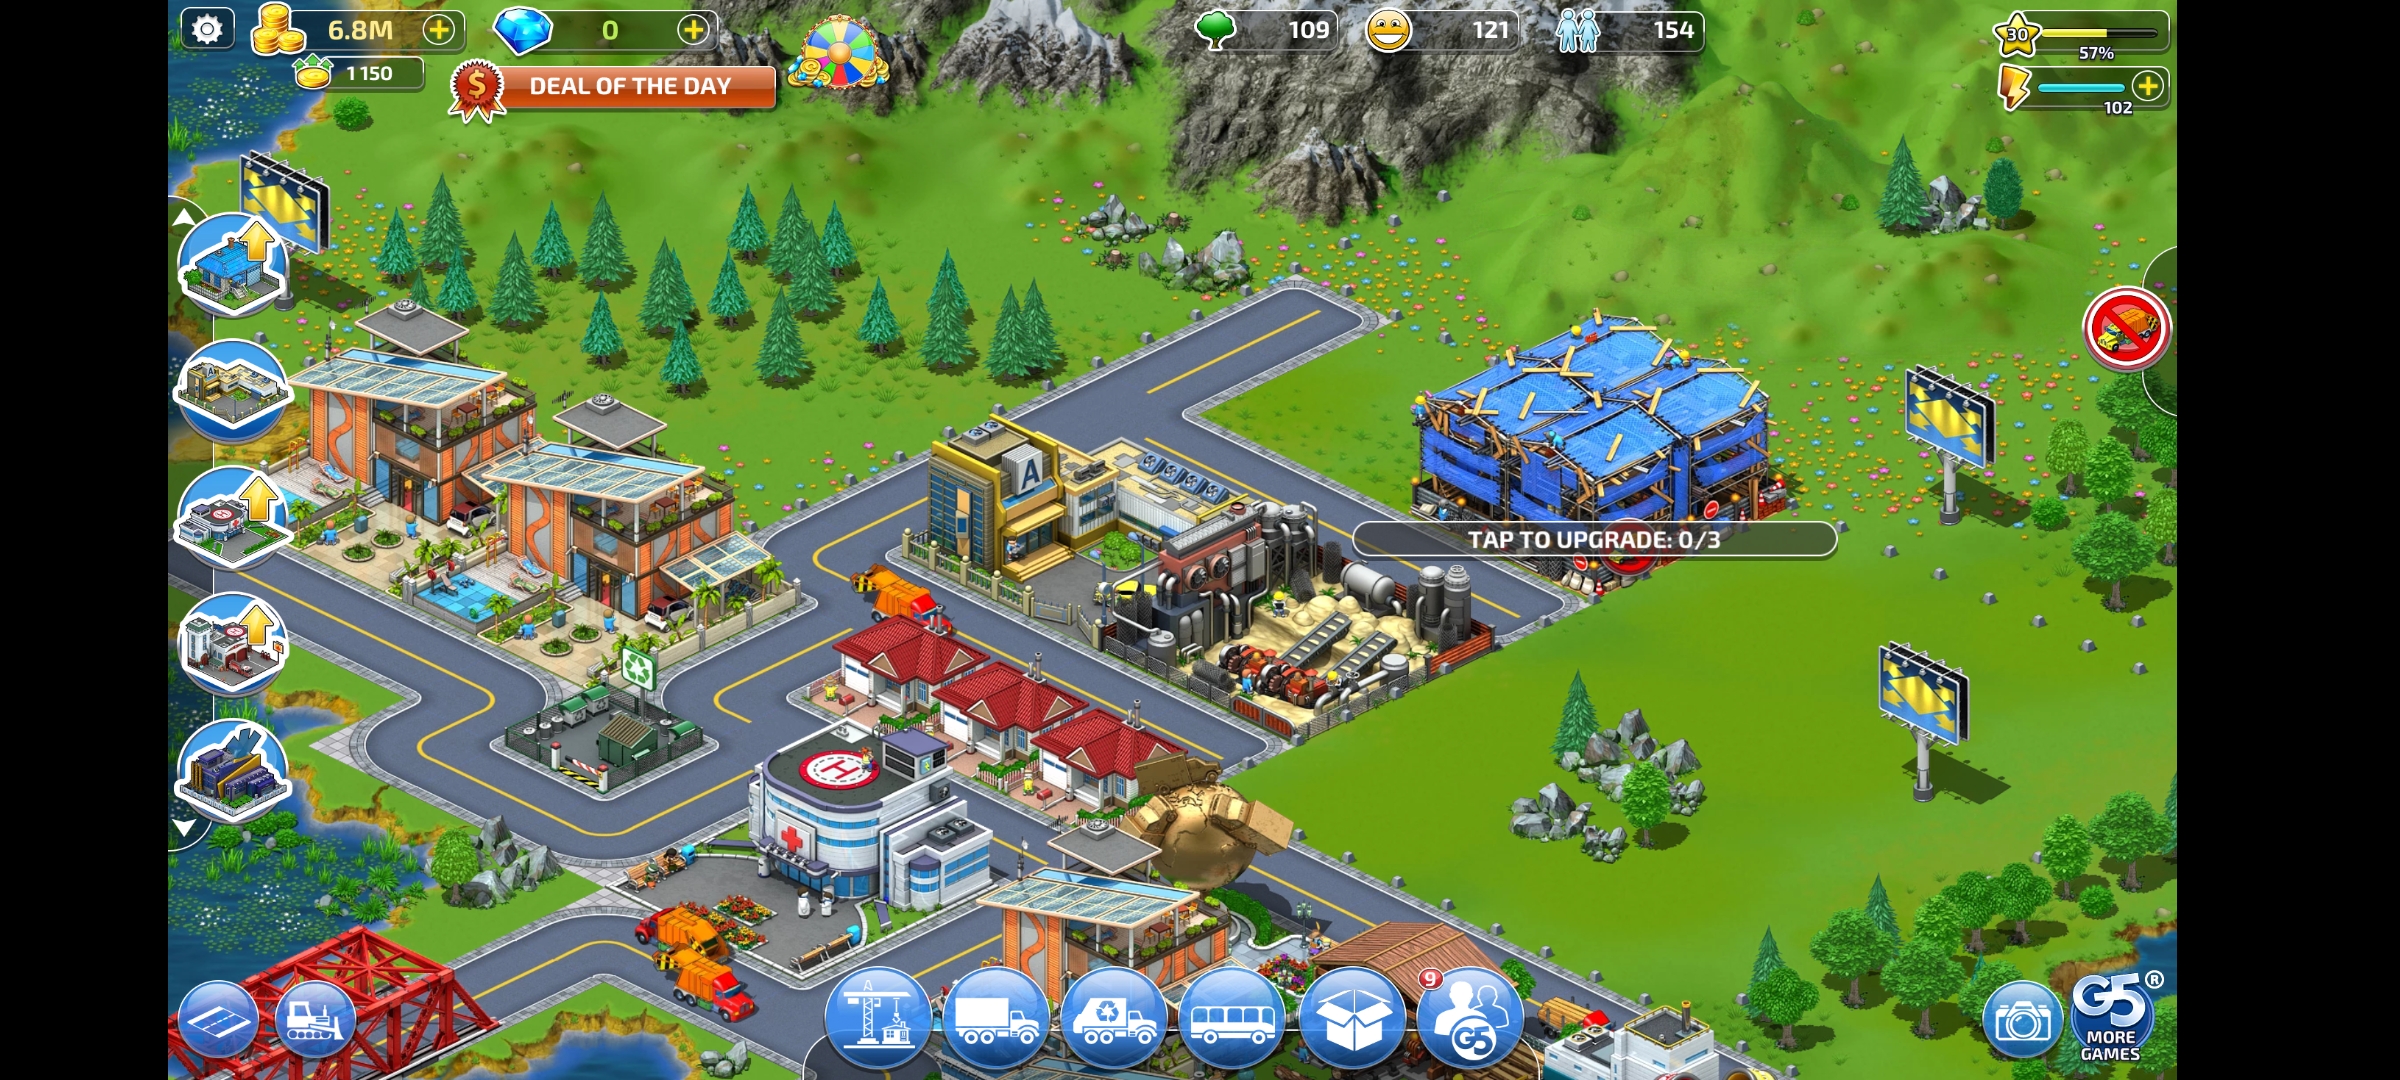 6.8M
0
109
121
154
30
57%
1 150
DEAL OF THE DAY
102
A
H
TAP TO UPGRADE: 0/3
H
A
9
G5
G5®
MORE
GAMES